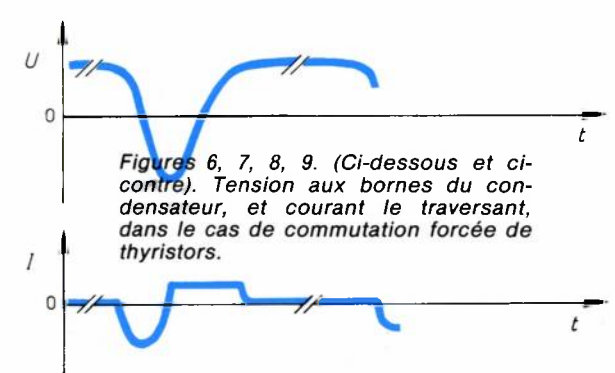 U
0
t
Figures 6, 7, 8, 9. (Ci-dessous et ci-
contre). Tension aux bornes du con-
densateur, et courant le traversant,
dans le cas de commutation forcée de
thyristors.
I
0
t